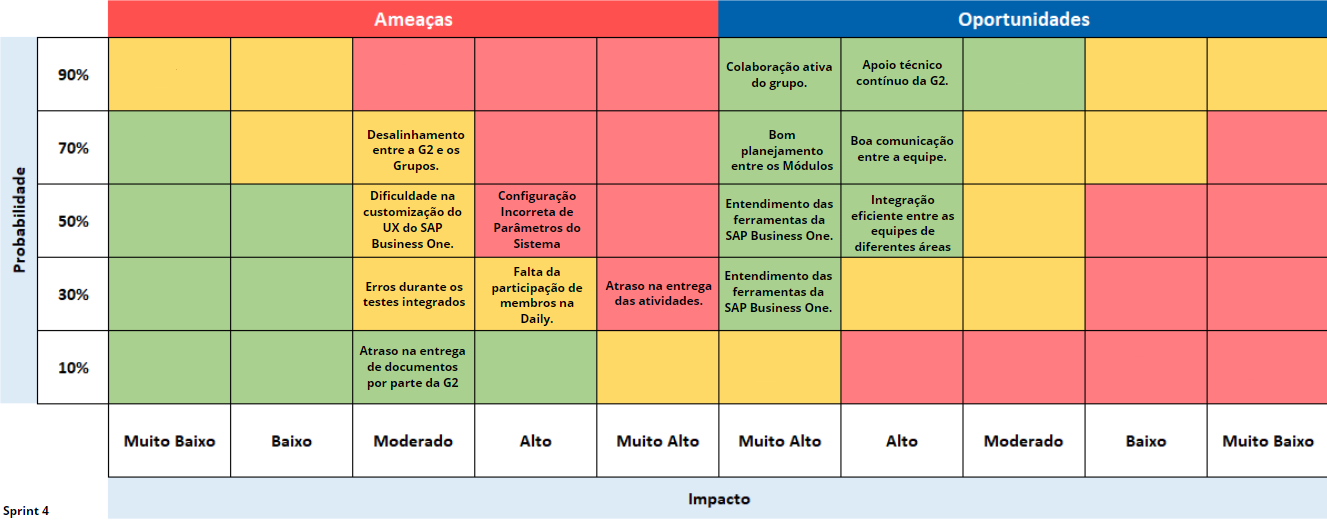 Ameaças
Oportunidades
Probabilidade
90%
Colaboração ativa
do grupo.
Apoio técnico
contínuo da G2.
70%
Desalinhamento
entre a G2 e os
Grupos.
Bom
planejamento
entre os Módulos
Boa comunicação
entre a equipe.
50%
Dificuldade na
customização do
UX do SAP
Business One.
Configuração
Incorreta de
Parâmetros do
Sistema
Entendimento das
ferramentas da
SAP Business One.
Integração
eficiente entre as
equipes de
diferentes áreas
30%
Erros durante os
testes integrados
Falta da
participação de
membros na
Daily.
Atraso na entrega
das atividades.
Entendimento das
ferramentas da
SAP Business One.
10%
Atraso na entrega
de documentos
por parte da G2
Muito Baixo
Baixo
Moderado
Alto
Muito Alto
Muito Alto
Alto
Moderado
Baixo
Muito Baixo
Impacto
Sprint 4